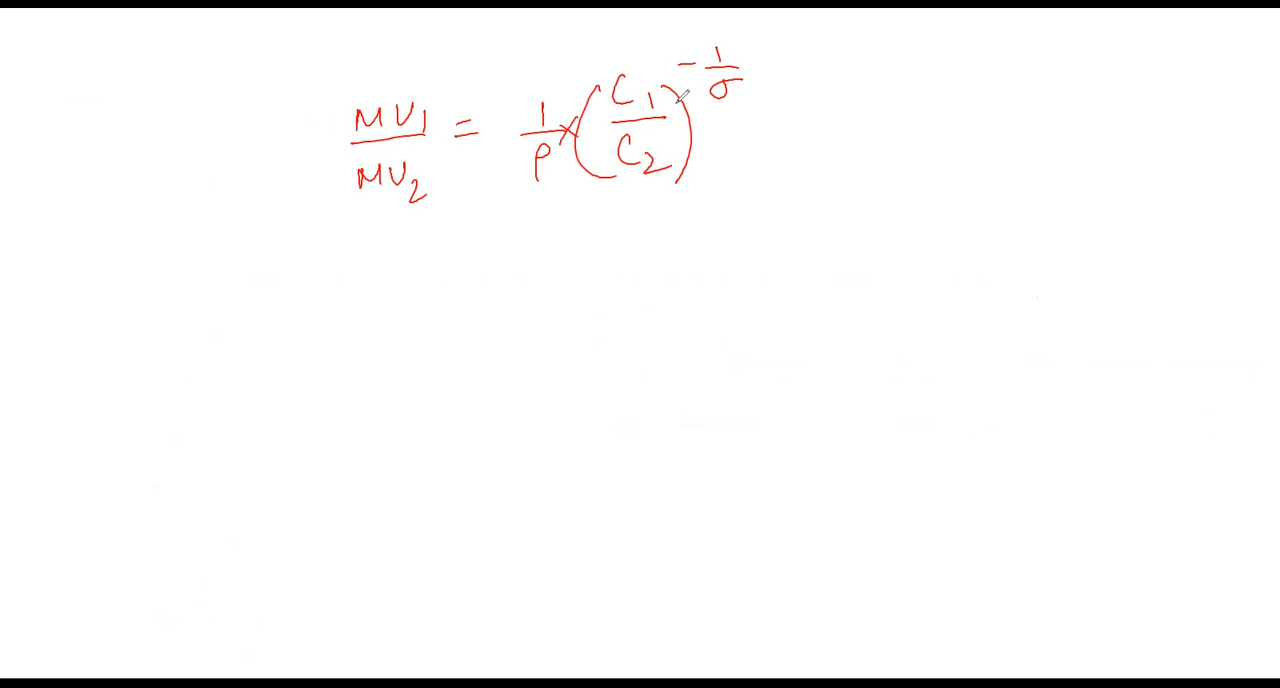 MU1/MU2 = 1/ρ × (C1/C2)^(-1/σ)